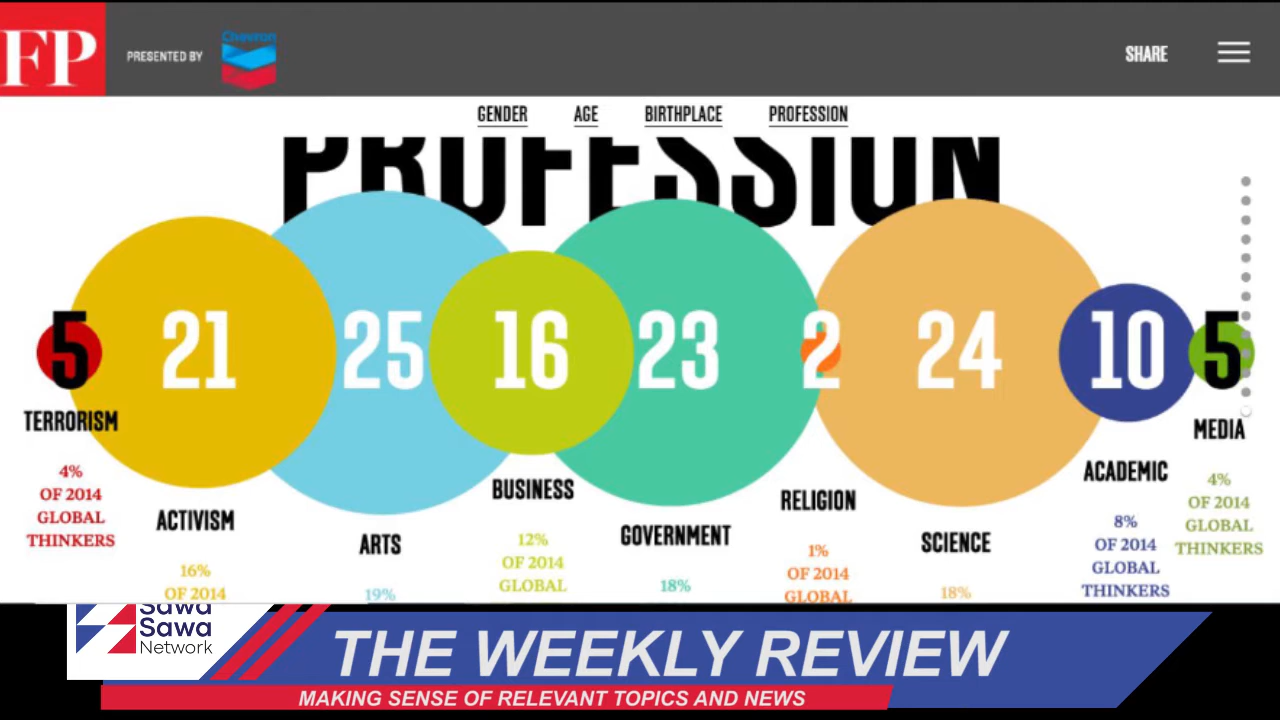 FP
PRESENTED BY
Chevron
SHARE
GENDER AGE BIRTHPLACE PROFESSION
PROFESSION
5 21 25 16 23 2 24 10 5
TERRORISM
4%
OF 2014
GLOBAL
THINKERS
ACTIVISM
16%
OF 2014
ARTS
19%
BUSINESS
12%
OF 2014
GLOBAL
GOVERNMENT
18%
RELIGION
1%
OF 2014
GLOBAL
SCIENCE
18%
ACADEMIC
8%
OF 2014
GLOBAL
THINKERS
MEDIA
4%
OF 2014
GLOBAL
THINKERS
Sawa
Sawa
Network
THE WEEKLY REVIEW
MAKING SENSE OF RELEVANT TOPICS AND NEWS